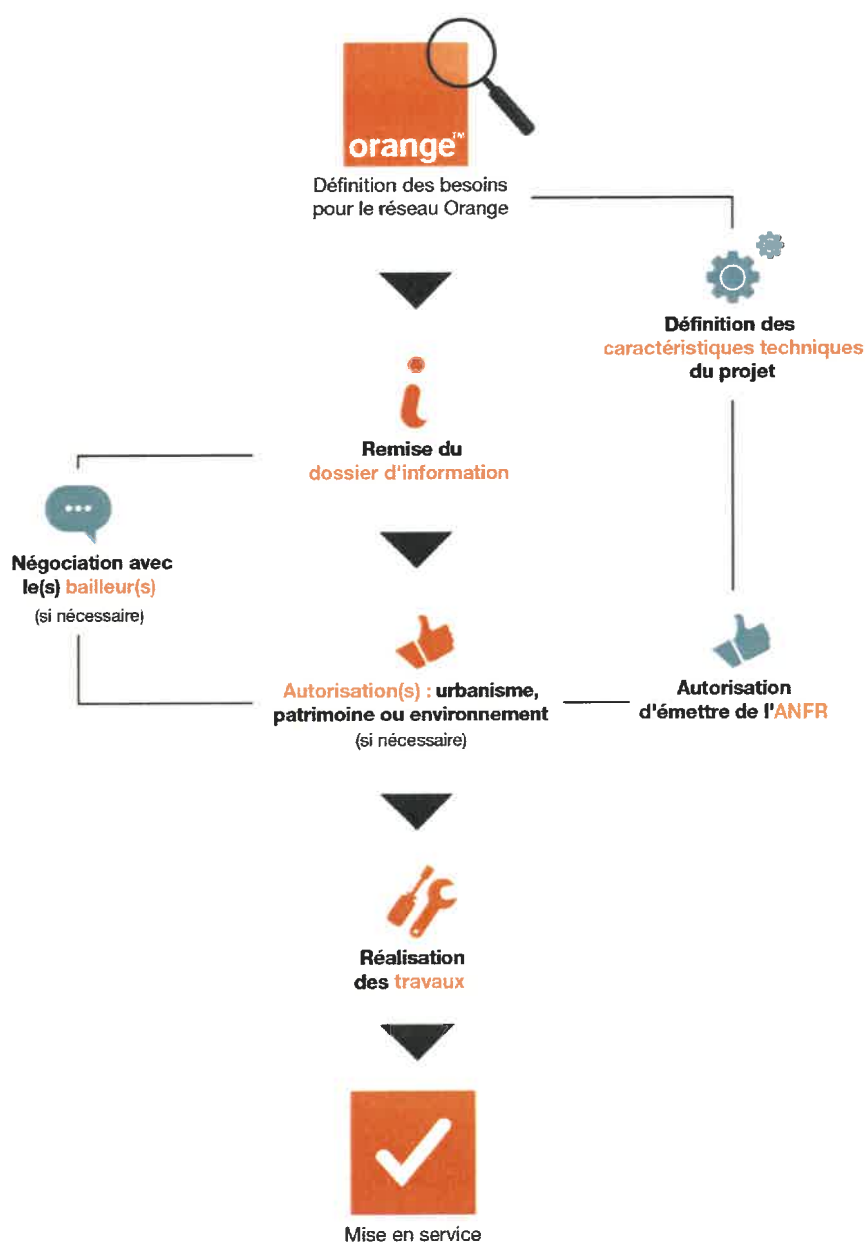 orange™
Définition des besoins
pour le réseau Orange
Définition des
caractéristiques techniques
du projet
Remise du
dossier d'information
Négociation avec
le(s) bailleur(s)
(si nécessaire)
Autorisation(s) : urbanisme,
patrimoine ou environnement
(si nécessaire)
Autorisation
d'émettre de l'ANFR
Réalisation
des travaux
Mise en service